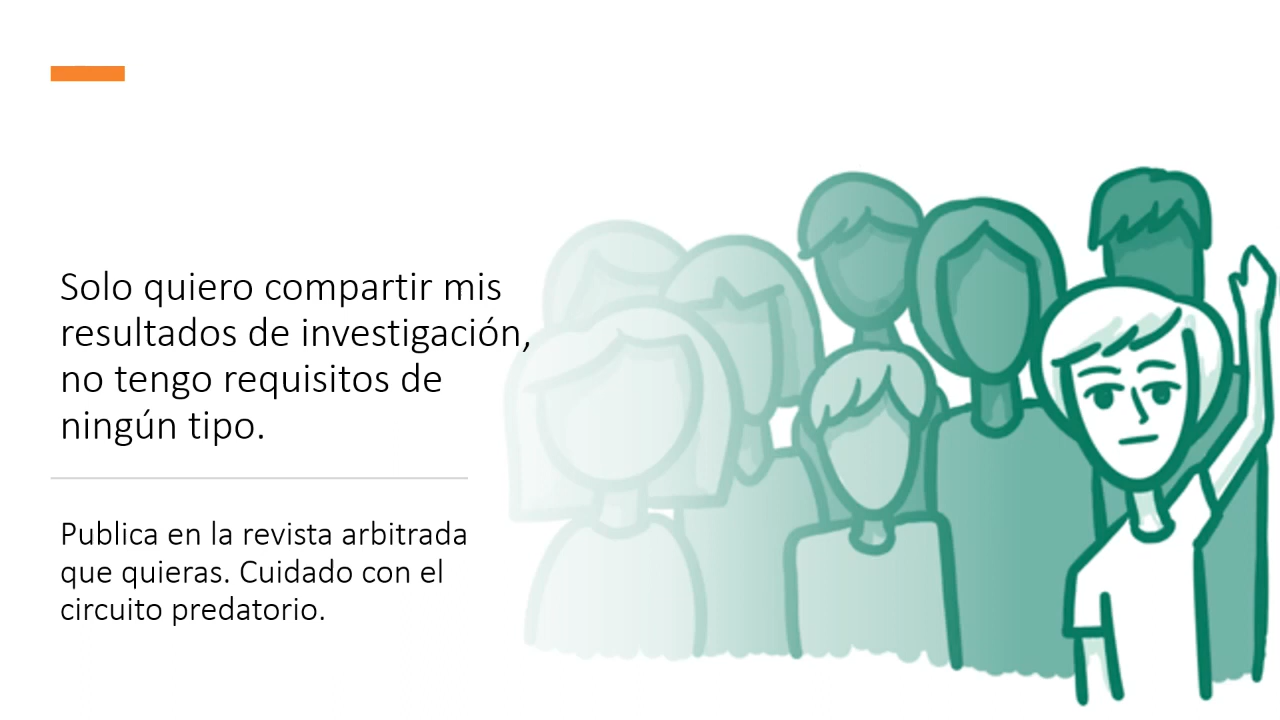 Solo quiero compartir mis
resultados de investigación,
no tengo requisitos de
ningún tipo.
Publica en la revista arbitrada
que quieras. Cuidado con el
circuito predatorio.